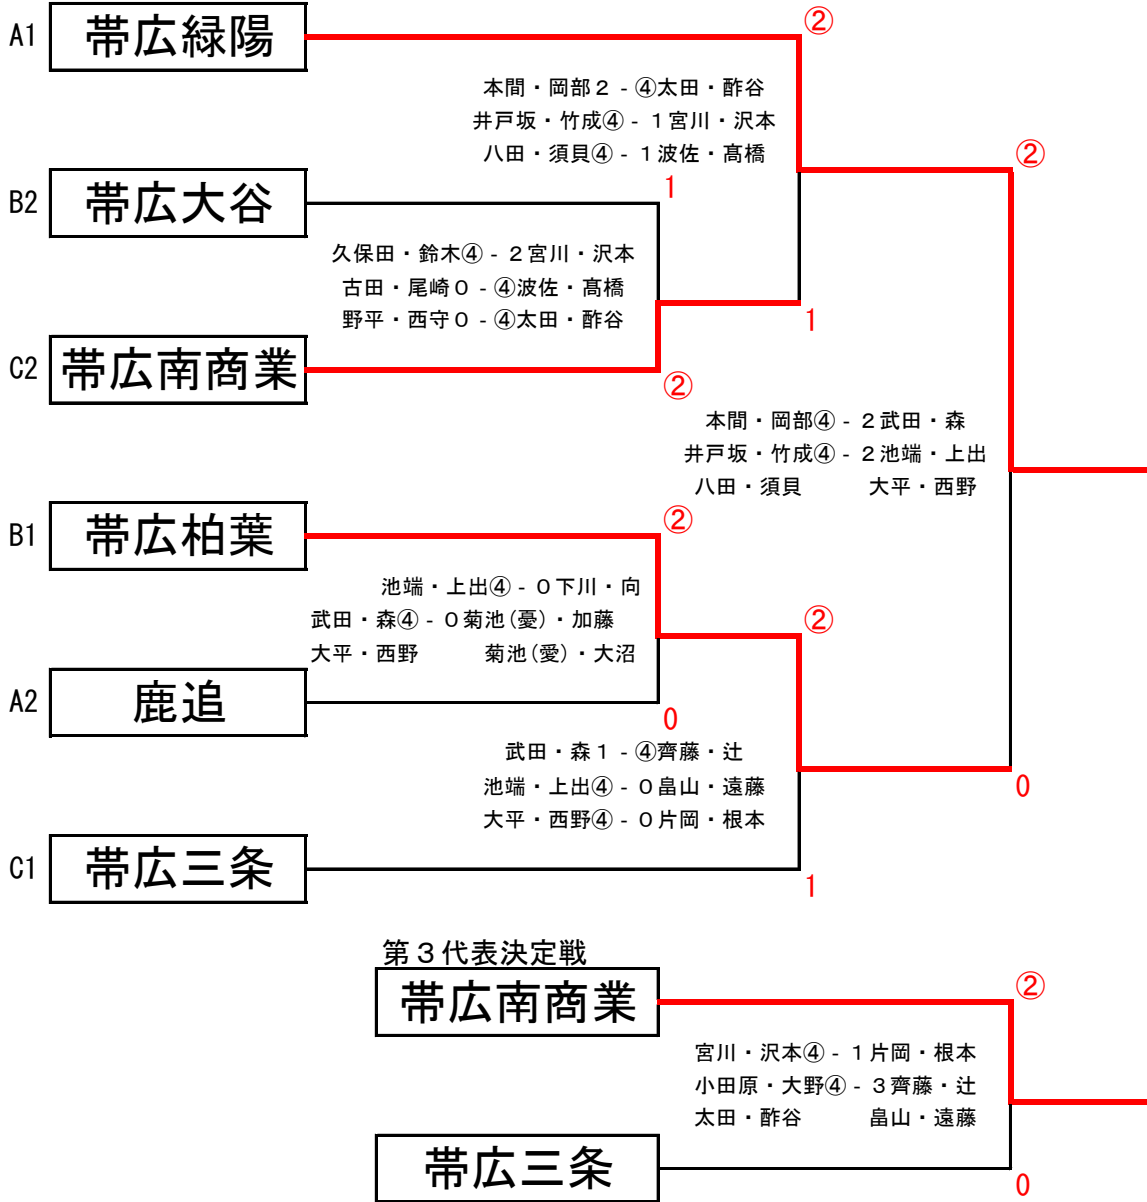 A1 帯広緑陽
②
本間・岡部２ - ④太田・酢谷
井戸坂・竹成④ - １宮川・沢本
八田・須貝④ - １波佐・髙橋
②
1
B2 帯広大谷
久保田・鈴木④ - ２宮川・沢本
古田・尾崎０ - ④波佐・髙橋
野平・西守０ - ④太田・酢谷
1
C2 帯広南商業
②
本間・岡部④ - ２武田・森
井戸坂・竹成④ - ２池端・上出
八田・須貝　　　大平・西野
B1 帯広柏葉
②
池端・上出④ - ０下川・向
武田・森④ - ０菊池(憂)・加藤
大平・西野　　　菊池(愛)・大沼
②
A2 鹿追
0
武田・森１ - ④齊藤・辻
池端・上出④ - ０畠山・遠藤
大平・西野④ - ０片岡・根本
0
C1 帯広三条
1
第３代表決定戦
帯広南商業
②
宮川・沢本④ - １片岡・根本
小田原・大野④ - ３齊藤・辻
太田・酢谷　　　畠山・遠藤
帯広三条
0